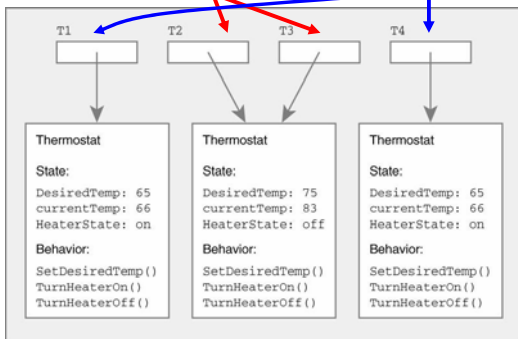 T1
T2
T3
T4
Thermostat
State:
DesiredTemp: 65
currentTemp: 66
HeaterState: on
Behavior:
SetDesiredTemp()
TurnHeaterOn()
TurnHeaterOff()
Thermostat
State:
DesiredTemp: 75
currentTemp: 83
HeaterState: off
Behavior:
SetDesiredTemp()
TurnHeaterOn()
TurnHeaterOff()
Thermostat
State:
DesiredTemp: 65
currentTemp: 66
HeaterState: on
Behavior:
SetDesiredTemp()
TurnHeaterOn()
TurnHeaterOff()